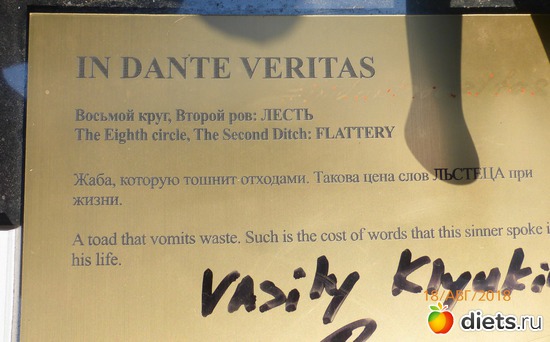 IN DANTE VERITAS
Восьмой круг, Второй ров: ЛЕСТЬ
The Eighth circle, The Second Ditch: FLATTERY
Жаба, которую тошнит отходами. Такова цена слов ЛЬСТЕЦА при
жизни.
A toad that vomits waste. Such is the cost of words that this sinner spoke i
his life.
Vasily Klyuki
18/АВГ/2018
diets.ru